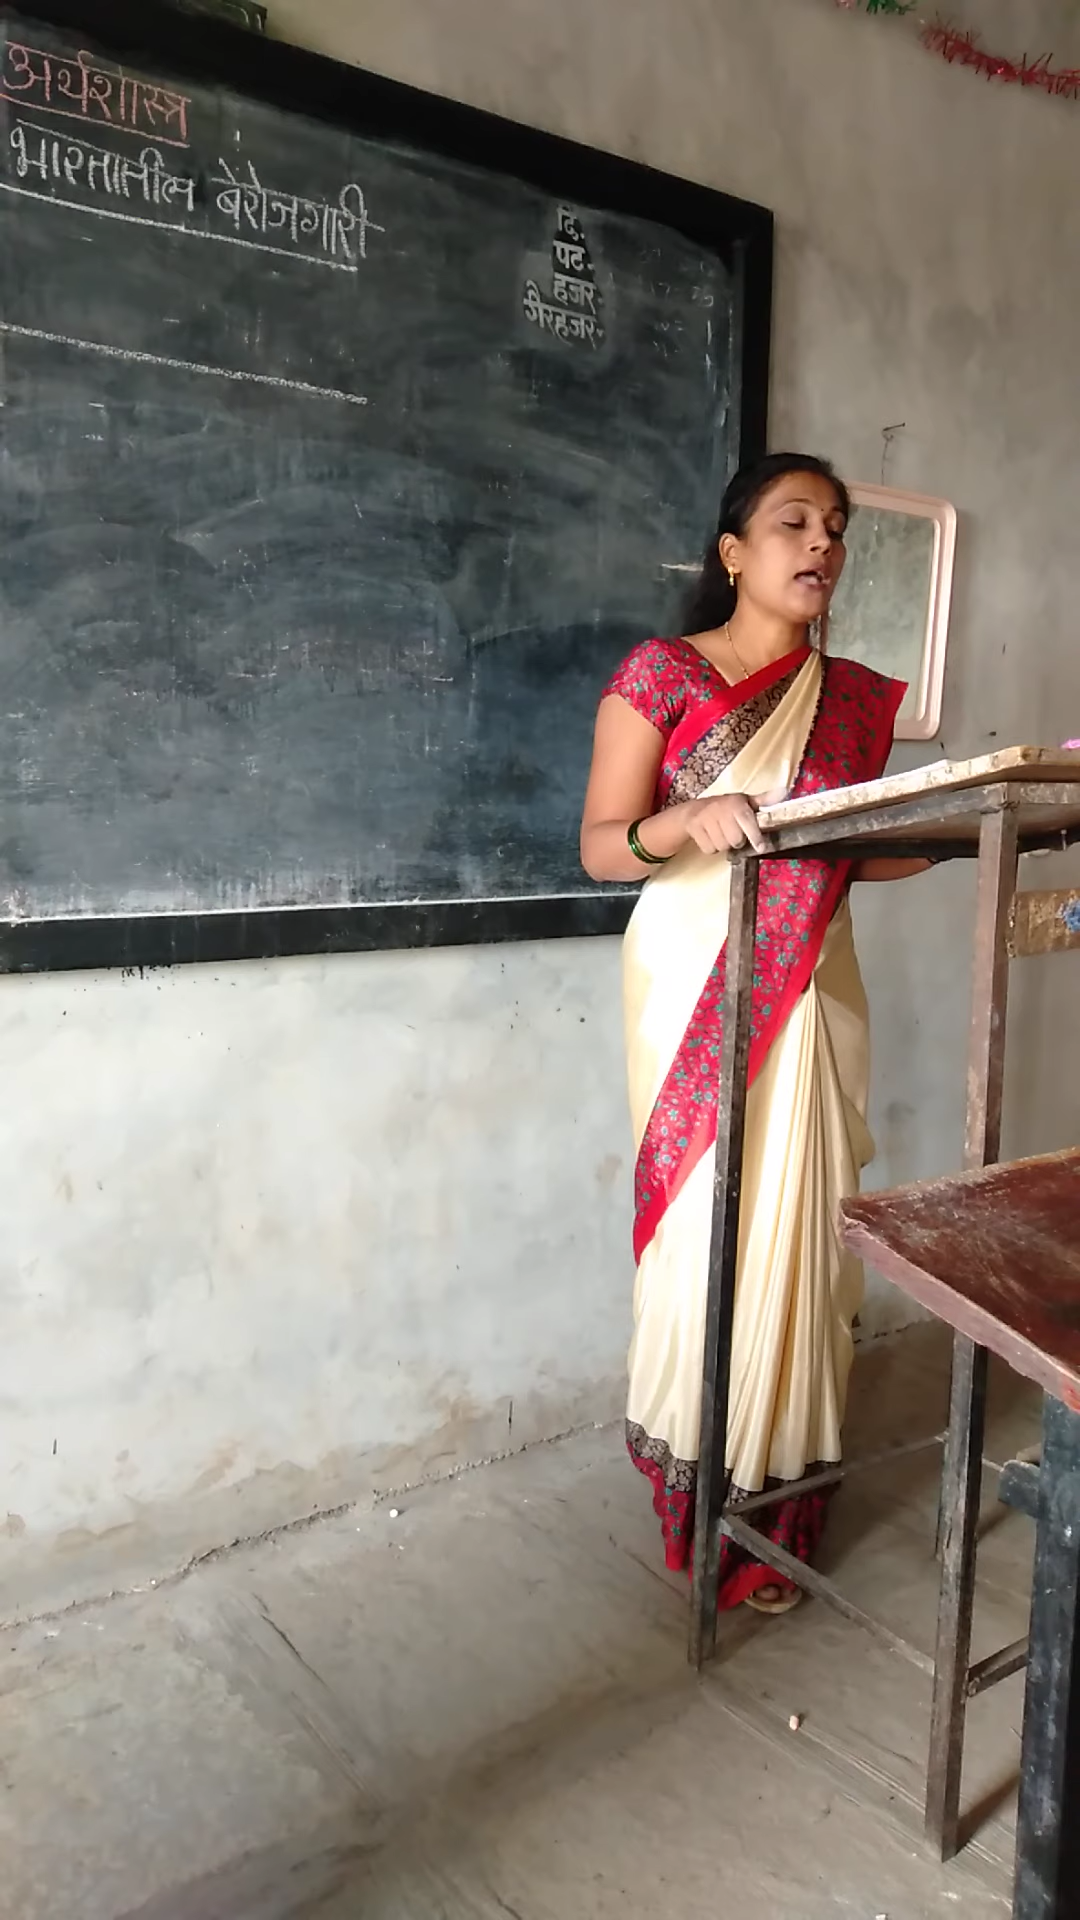 अर्थशास्त्र
भारतातील बेरोजगारी
दि.
पट-
हजर-
गैरहजर-